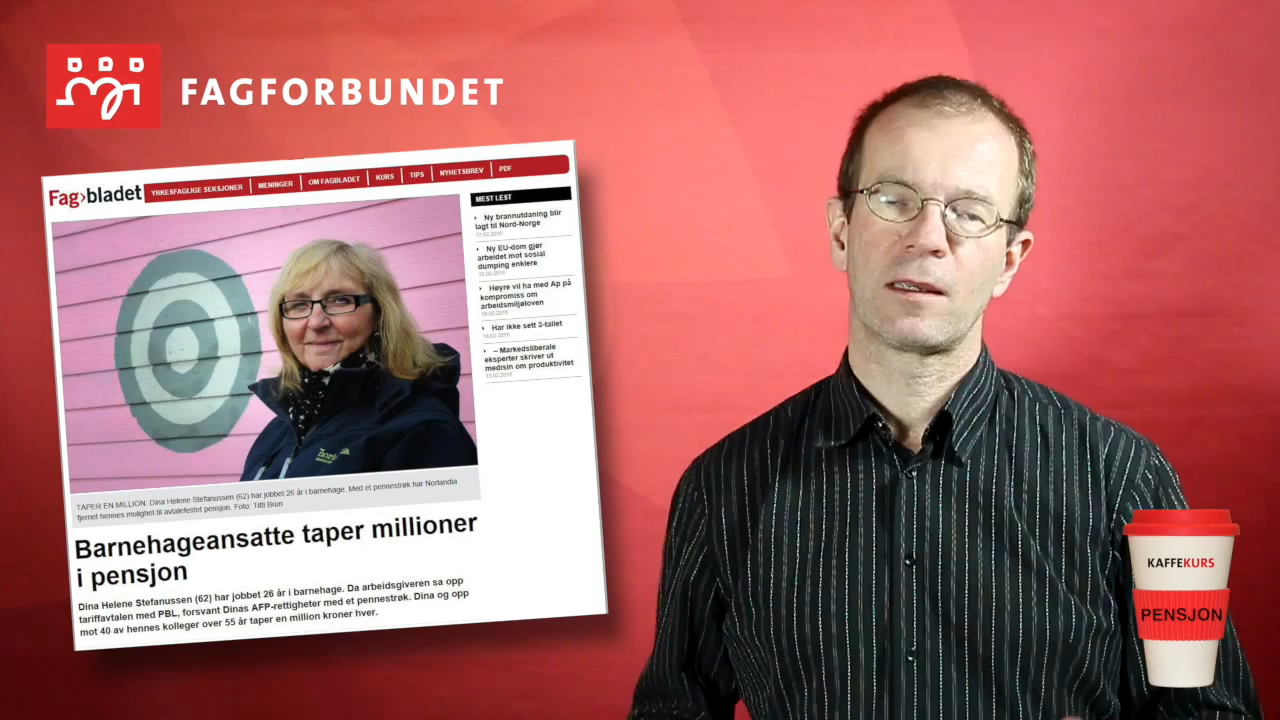 FAGFORBUNDET
Fag>bladet
YRKESFAGLIGE SEKSJONER
MENINGER
OM FAGBLADET
KURS
TIPS
NYHETSBREV
PDF
MEST LEST
Ny brannutdaning blir
lagt til Nord-Norge
Ny EU-dom gjør
arbeidet mot sosial
dumping enklere
Høyre vil ha med Ap på
kompromiss om
arbeidsmiljøloven
Har ikke sett 3-tallet
– Markedsliberale
eksperter skriver ut
medisin om produktivitet
TAPER EN MILLION: Dina Helene Stefanussen (62) har jobbet 26 år i barnehage. Med et pennestrøk har Norlandia
fjernet hennes mulighet til avtalefestet pensjon. Foto: Titti Brun
Barnehageansatte taper millioner
i pensjon
Dina Helene Stefanussen (62) har jobbet 26 år i barnehage. Da arbeidsgiveren sa opp
tariffavtalen med PBL, forsvant Dinas AFP-rettigheter med et pennestrøk. Dina og opp
mot 40 av hennes kolleger over 55 år taper en million kroner hver.
KAFFEKURS
PENSJON